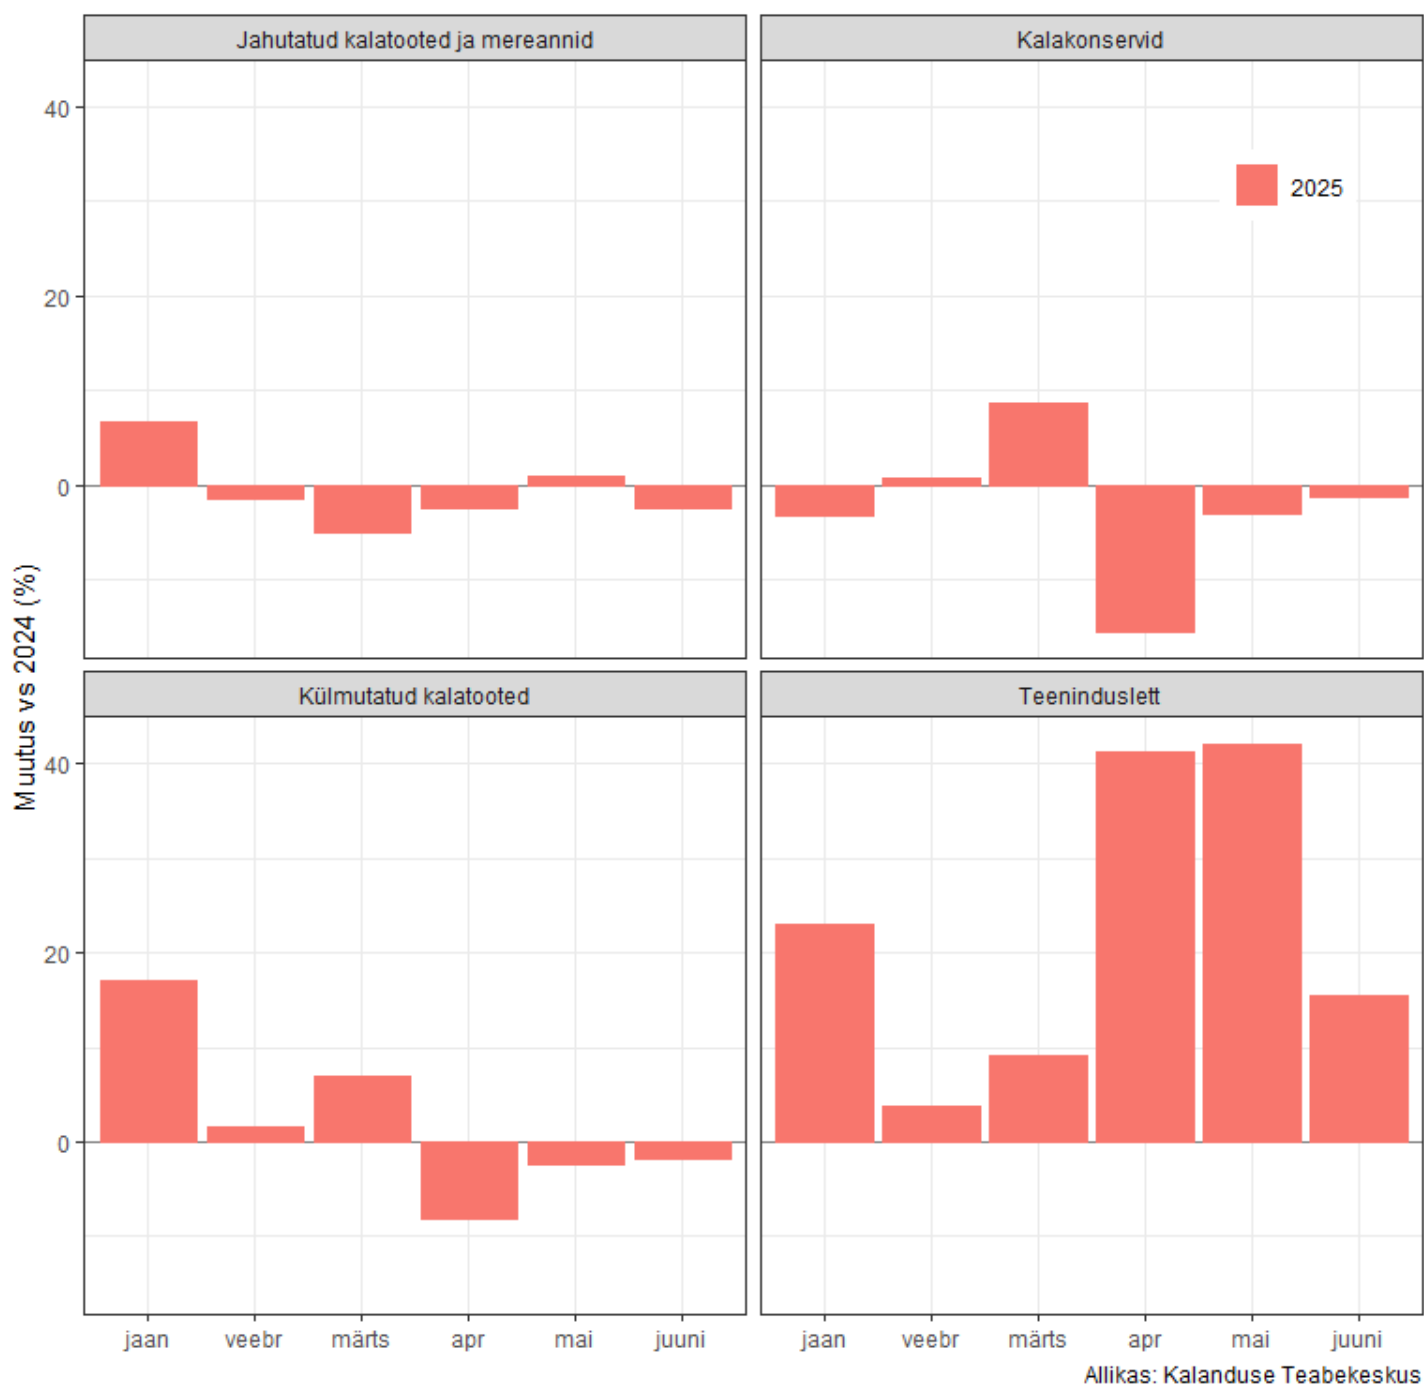 Jahutatud kalatooted ja mereannid
Kalakonservid
40
20
0
2025
Muutus vs 2024 (%)
Külmutatud kalatooted
Teeninduslett
40
20
0
jaan veebr märts apr mai juuni
jaan veebr märts apr mai juuni
Allikas: Kalanduse Teabekeskus